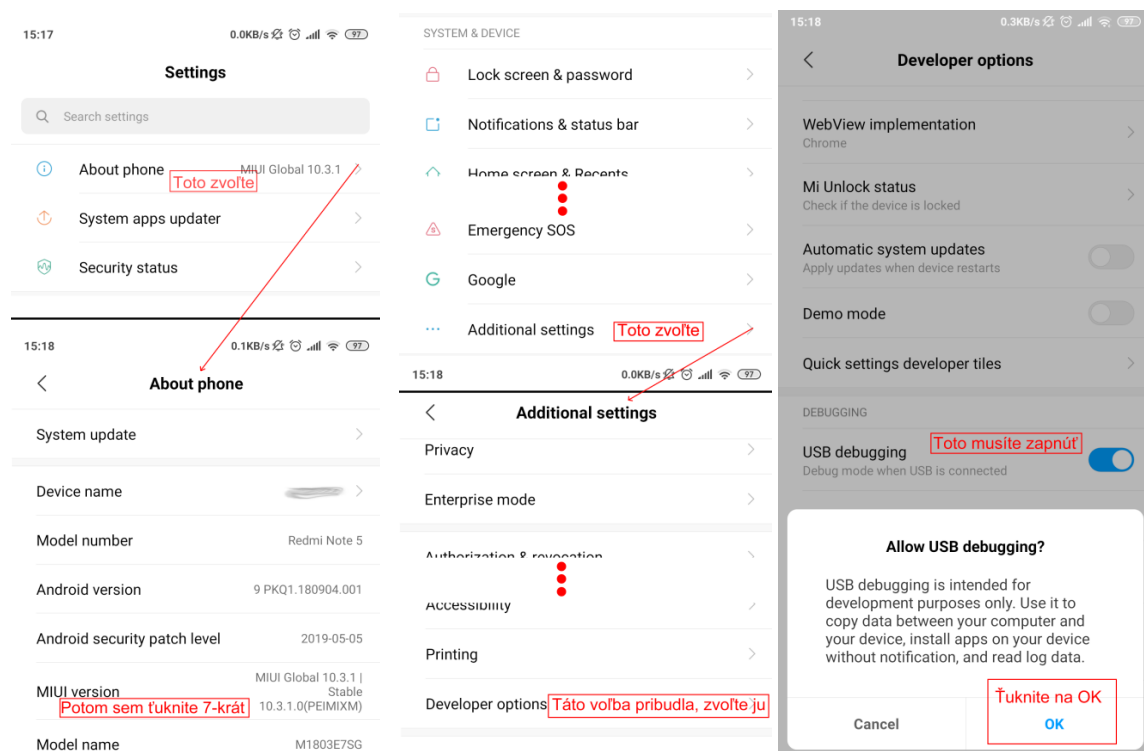 15:17 0.0KB/s 97
Settings
Search settings
About phone MIUI Global 10.3.1
Toto zvoľte
System apps updater
Security status
15:18 0.1KB/s 97
About phone
System update
Device name
Model number Redmi Note 5
Android version 9 PKQ1.180904.001
Android security patch level 2019-05-05
MIUI version MIUI Global 10.3.1 |
Stable
10.3.1.0(PEIMIXM)
Potom sem ťuknite 7-krát
Model name M1803E7SG
SYSTEM & DEVICE
Lock screen & password
Notifications & status bar
Home screen & Recents
Emergency SOS
Google
Additional settings Toto zvoľte
15:18 0.0KB/s 97
Additional settings
Privacy
Enterprise mode
Authorization & revocation
Accessibility
Printing
Developer options Táto voľba pribudla, zvoľte ju
15:18 0.3KB/s 97
Developer options
WebView implementation
Chrome
Mi Unlock status
Check if the device is locked
Automatic system updates
Apply updates when device restarts
Demo mode
Quick settings developer tiles
DEBUGGING
USB debugging Toto musíte zapnúť
Debug mode when USB is connected
Allow USB debugging?
USB debugging is intended for
development purposes only. Use it to
copy data between your computer and
your device, install apps on your device
without notification, and read log data.
Ťuknite na OK
Cancel OK